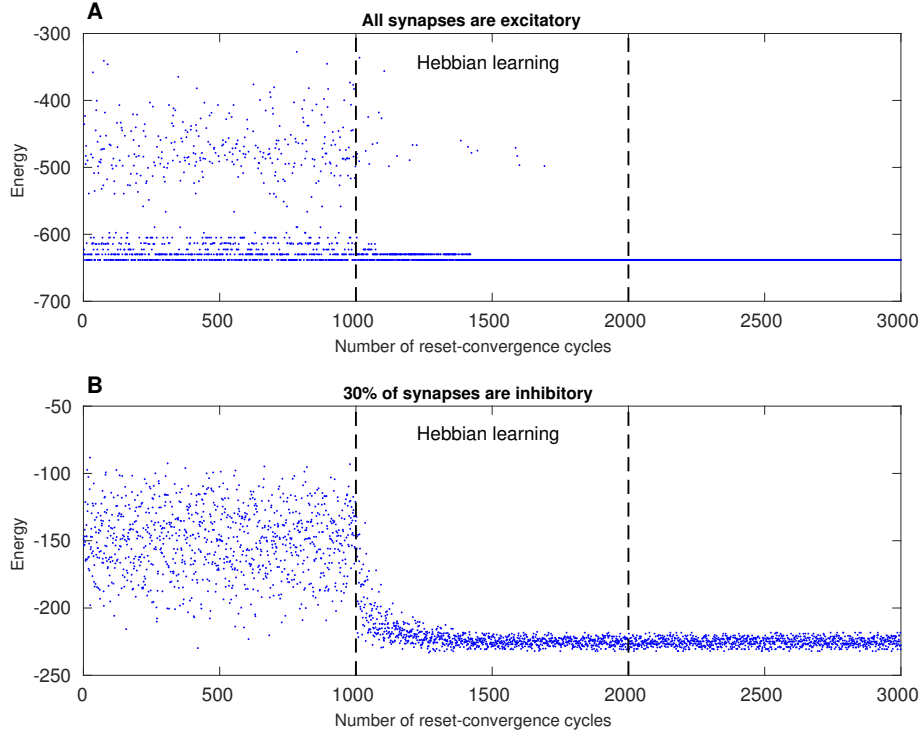 A
All synapses are excitatory
-300
-400
-500
-600
-700
Energy
Hebbian learning
0 500 1000 1500 2000 2500 3000
Number of reset-convergence cycles
B
30% of synapses are inhibitory
-50
-100
-150
-200
-250
Energy
Hebbian learning
0 500 1000 1500 2000 2500 3000
Number of reset-convergence cycles